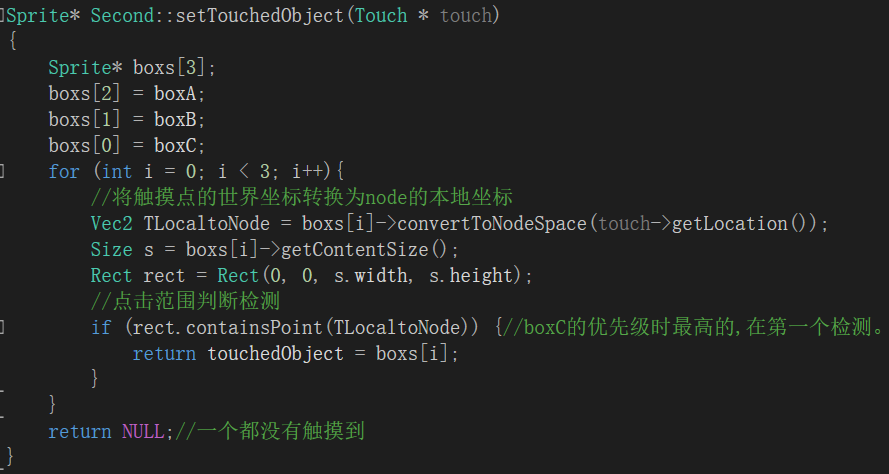 Sprite* Second::setTouchedObject(Touch * touch)
{
    Sprite* boxs[3];
    boxs[2] = boxA;
    boxs[1] = boxB;
    boxs[0] = boxC;
    for (int i = 0; i < 3; i++){
        //将触摸点的世界坐标转换为node的本地坐标
        Vec2 TLocaltoNode = boxs[i]->convertToNodeSpace(touch->getLocation());
        Size s = boxs[i]->getContentSize();
        Rect rect = Rect(0, 0, s.width, s.height);
        //点击范围判断检测
        if (rect.containsPoint(TLocaltoNode)) {//boxC的优先级时最高的,在第一个检测。
            return touchedObject = boxs[i];
        }
    }
    return NULL;//一个都没有触摸到
}